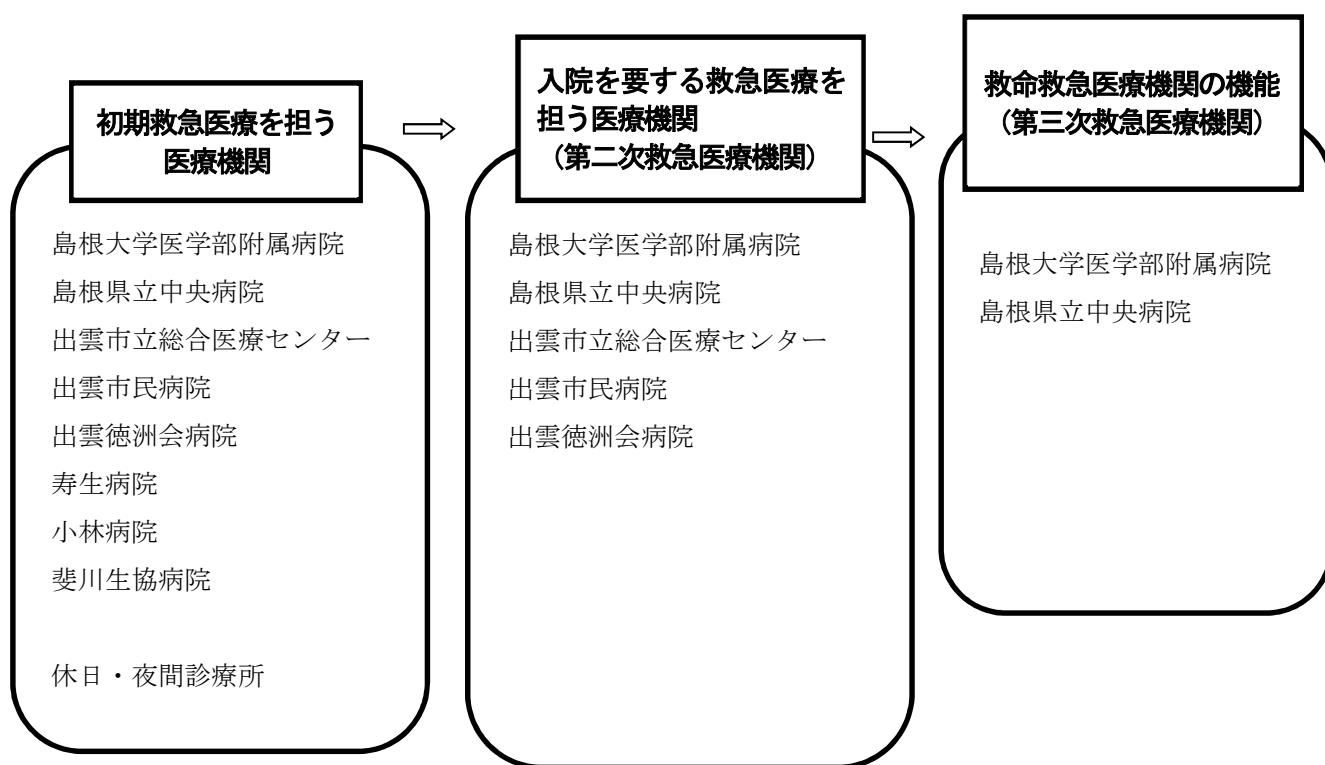 初期救急医療を担う
医療機関
島根大学医学部附属病院
島根県立中央病院
出雲市立総合医療センター
出雲市民病院
出雲徳洲会病院
寿生病院
小林病院
斐川生協病院
休日・夜間診療所
入院を要する救急医療を
担う医療機関
（第二次救急医療機関）
島根大学医学部附属病院
島根県立中央病院
出雲市立総合医療センター
出雲市民病院
出雲徳洲会病院
救命救急医療機関の機能
（第三次救急医療機関）
島根大学医学部附属病院
島根県立中央病院